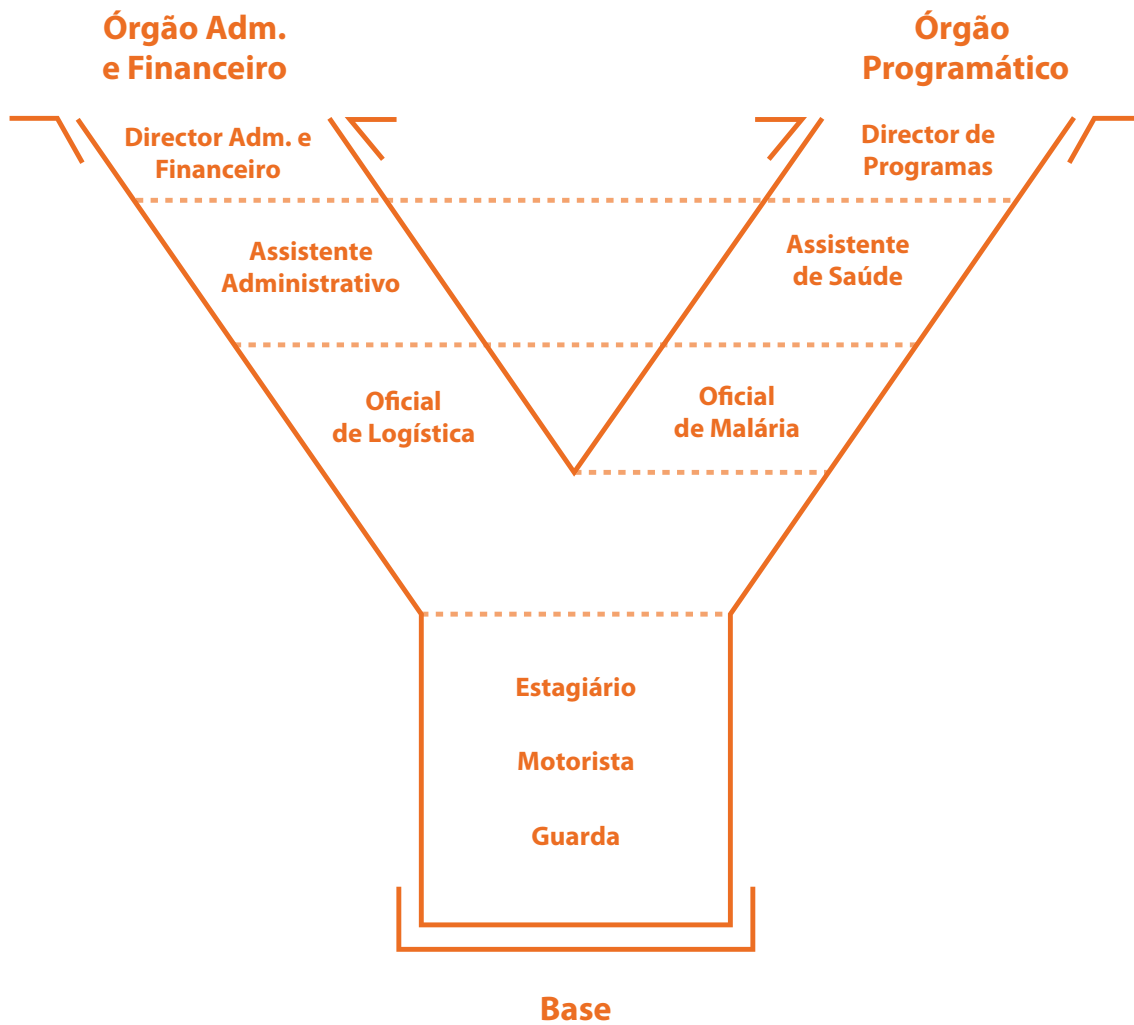 Órgão Adm.
e Financeiro
Órgão
Programático
Director Adm. e
Financeiro
Director de
Programas
Assistente
Administrativo
Assistente
de Saúde
Oficial
de Logística
Oficial
de Malária
Estagiário
Motorista
Guarda
Base